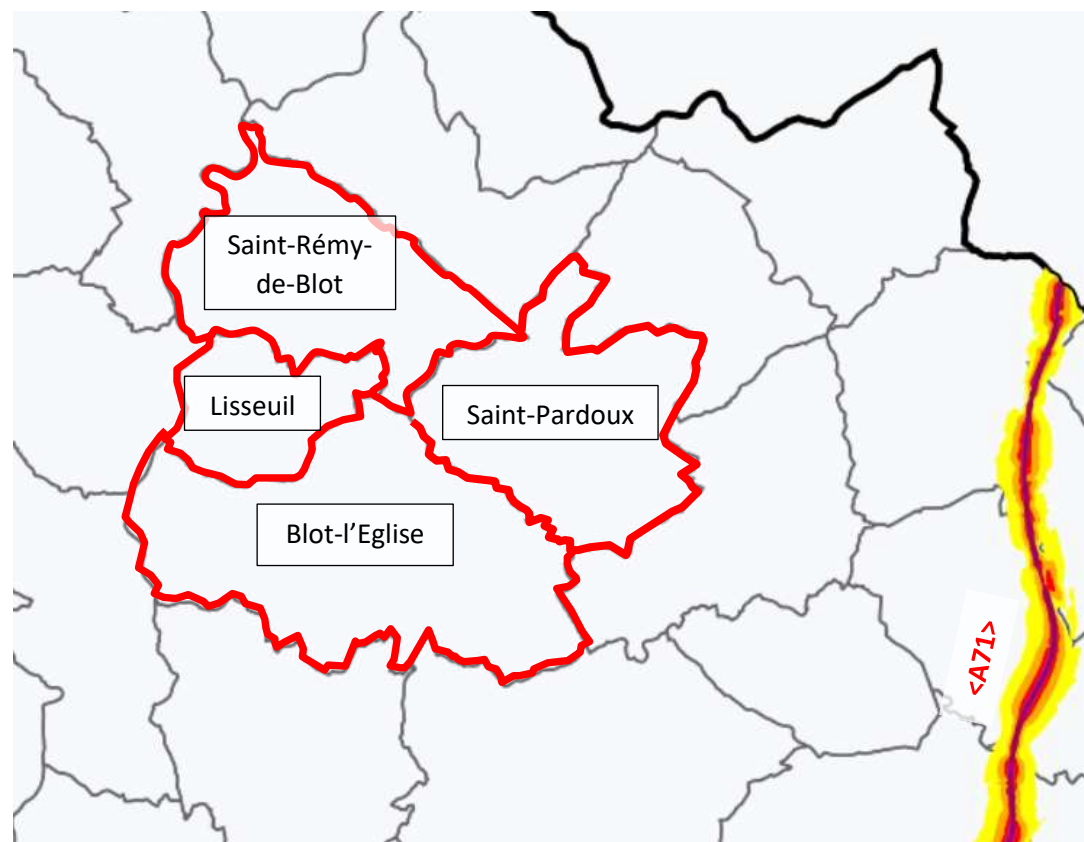 Saint-Rémy-
de-Blot
Lisseuil
Saint-Pardoux
Blot-l’Eglise
<A71>